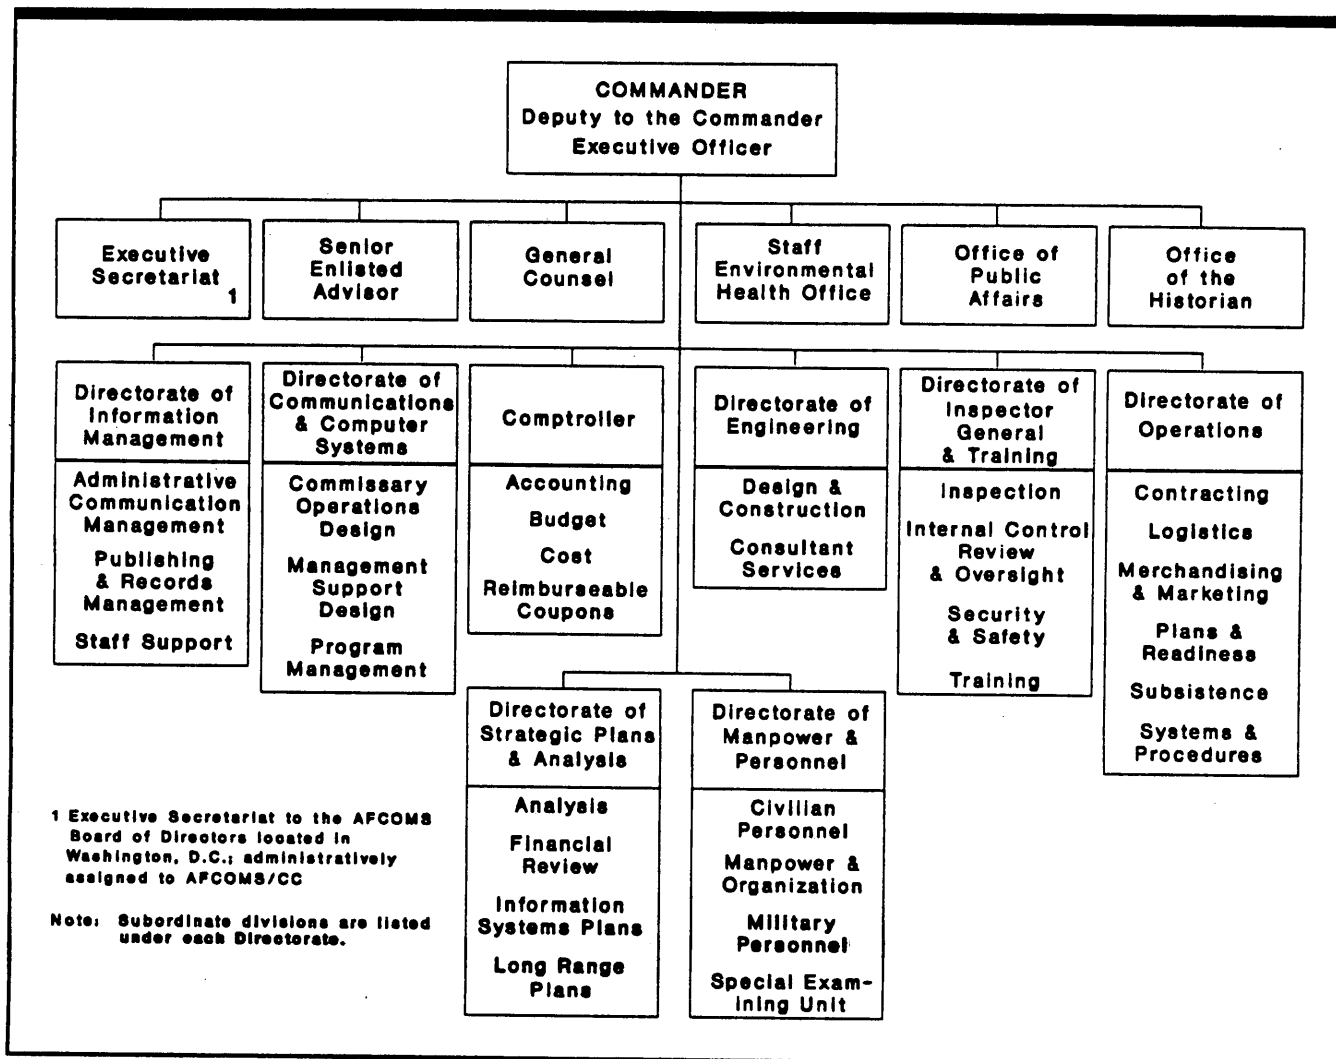 COMMANDER
Deputy to the Commander
Executive Officer
Executive
Secretariat
1
Senior
Enlisted
Advisor
General
Counsel
Staff
Environmental
Health Office
Office of
Public
Affairs
Office
of the
Historian
Directorate of
Information
Management
Administrative
Communication
Management
Publishing
& Records
Management
Staff Support
Directorate of
Communications
& Computer
Systems
Commissary
Operations
Design
Management
Support
Design
Program
Management
Comptroller
Accounting
Budget
Cost
Reimburseable
Coupons
Directorate of
Engineering
Design &
Construction
Consultant
Services
Directorate of
Inspector
General
& Training
Inspection
Internal Control
Review
& Oversight
Security
& Safety
Training
Directorate of
Operations
Contracting
Logistics
Merchandising
& Marketing
Plans &
Readiness
Subsistence
Systems &
Procedures
Directorate of
Strategic Plans
& Analysis
Analysis
Financial
Review
Information
Systems Plans
Long Range
Plans
Directorate of
Manpower &
Personnel
Civilian
Personnel
Manpower &
Organization
Military
Personnel
Special Exam-
ining Unit
1 Executive Secretariat to the AFCOMS
Board of Directors located in
Washington, D.C.; administratively
assigned to AFCOMS/CC
Note: Subordinate divisions are listed
under each Directorate.